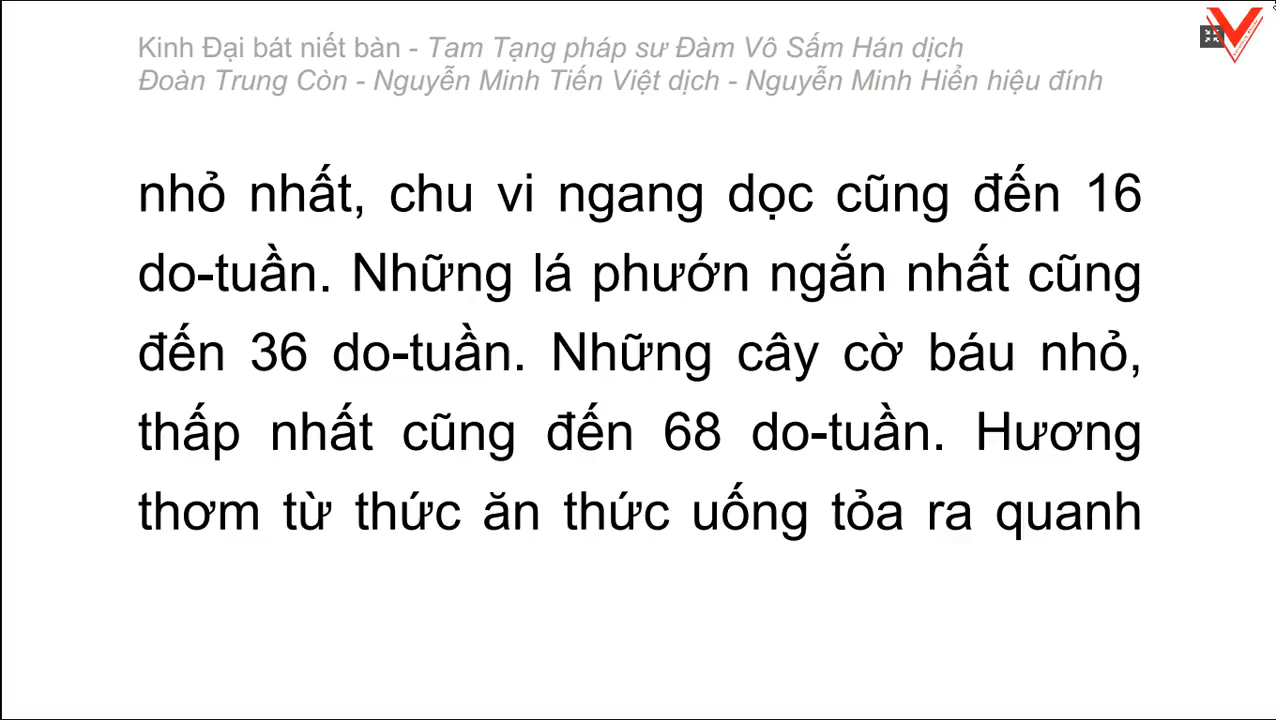 Kinh Đại bát niết bàn - Tam Tạng pháp sư Đàm Vô Sấm Hán dịch
Đoàn Trung Còn - Nguyễn Minh Tiến Việt dịch - Nguyễn Minh Hiển hiệu đính
nhỏ nhất, chu vi ngang dọc cũng đến 16
do-tuần. Những lá phướn ngắn nhất cũng
đến 36 do-tuần. Những cây cờ báu nhỏ,
thấp nhất cũng đến 68 do-tuần. Hương
thơm từ thức ăn thức uống tỏa ra quanh